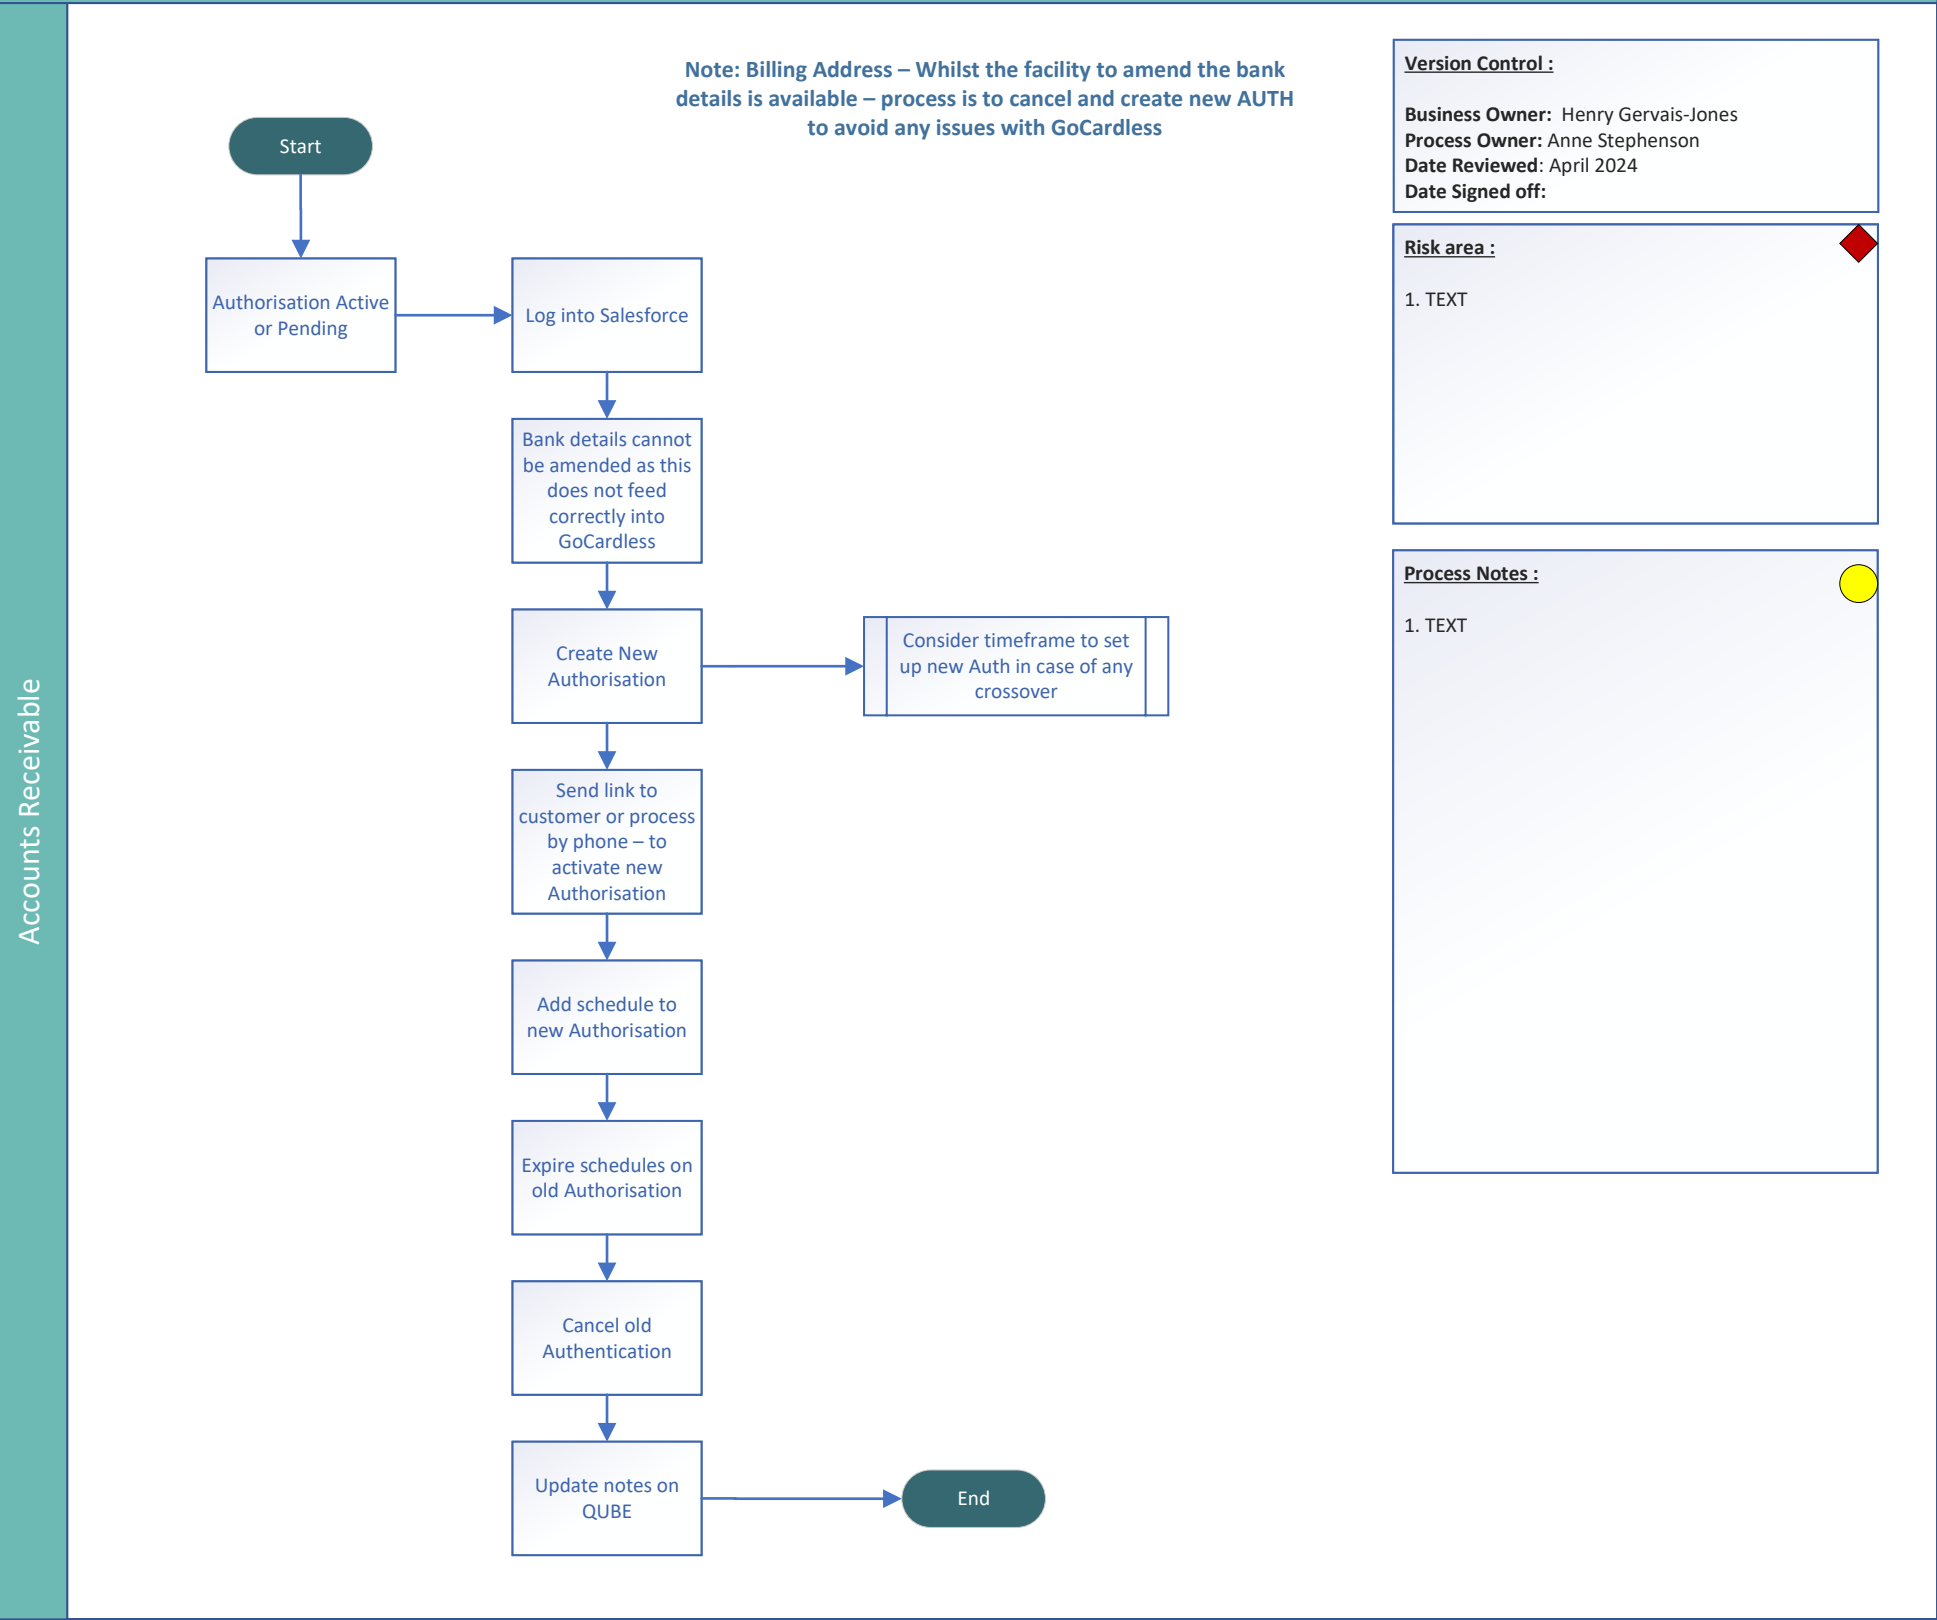 Accounts Receivable
Note: Billing Address – Whilst the facility to amend the bank
details is available – process is to cancel and create new AUTH
to avoid any issues with GoCardless
Start
Authorisation Active
or Pending
Log into Salesforce
Bank details cannot
be amended as this
does not feed
correctly into
GoCardless
Create New
Authorisation
Consider timeframe to set
up new Auth in case of any
crossover
Send link to
customer or process
by phone – to
activate new
Authorisation
Add schedule to
new Authorisation
Expire schedules on
old Authorisation
Cancel old
Authentication
Update notes on
QUBE
End
Version Control :
Business Owner: Henry Gervais-Jones
Process Owner: Anne Stephenson
Date Reviewed: April 2024
Date Signed off:
Risk area :
1. TEXT
Process Notes :
1. TEXT